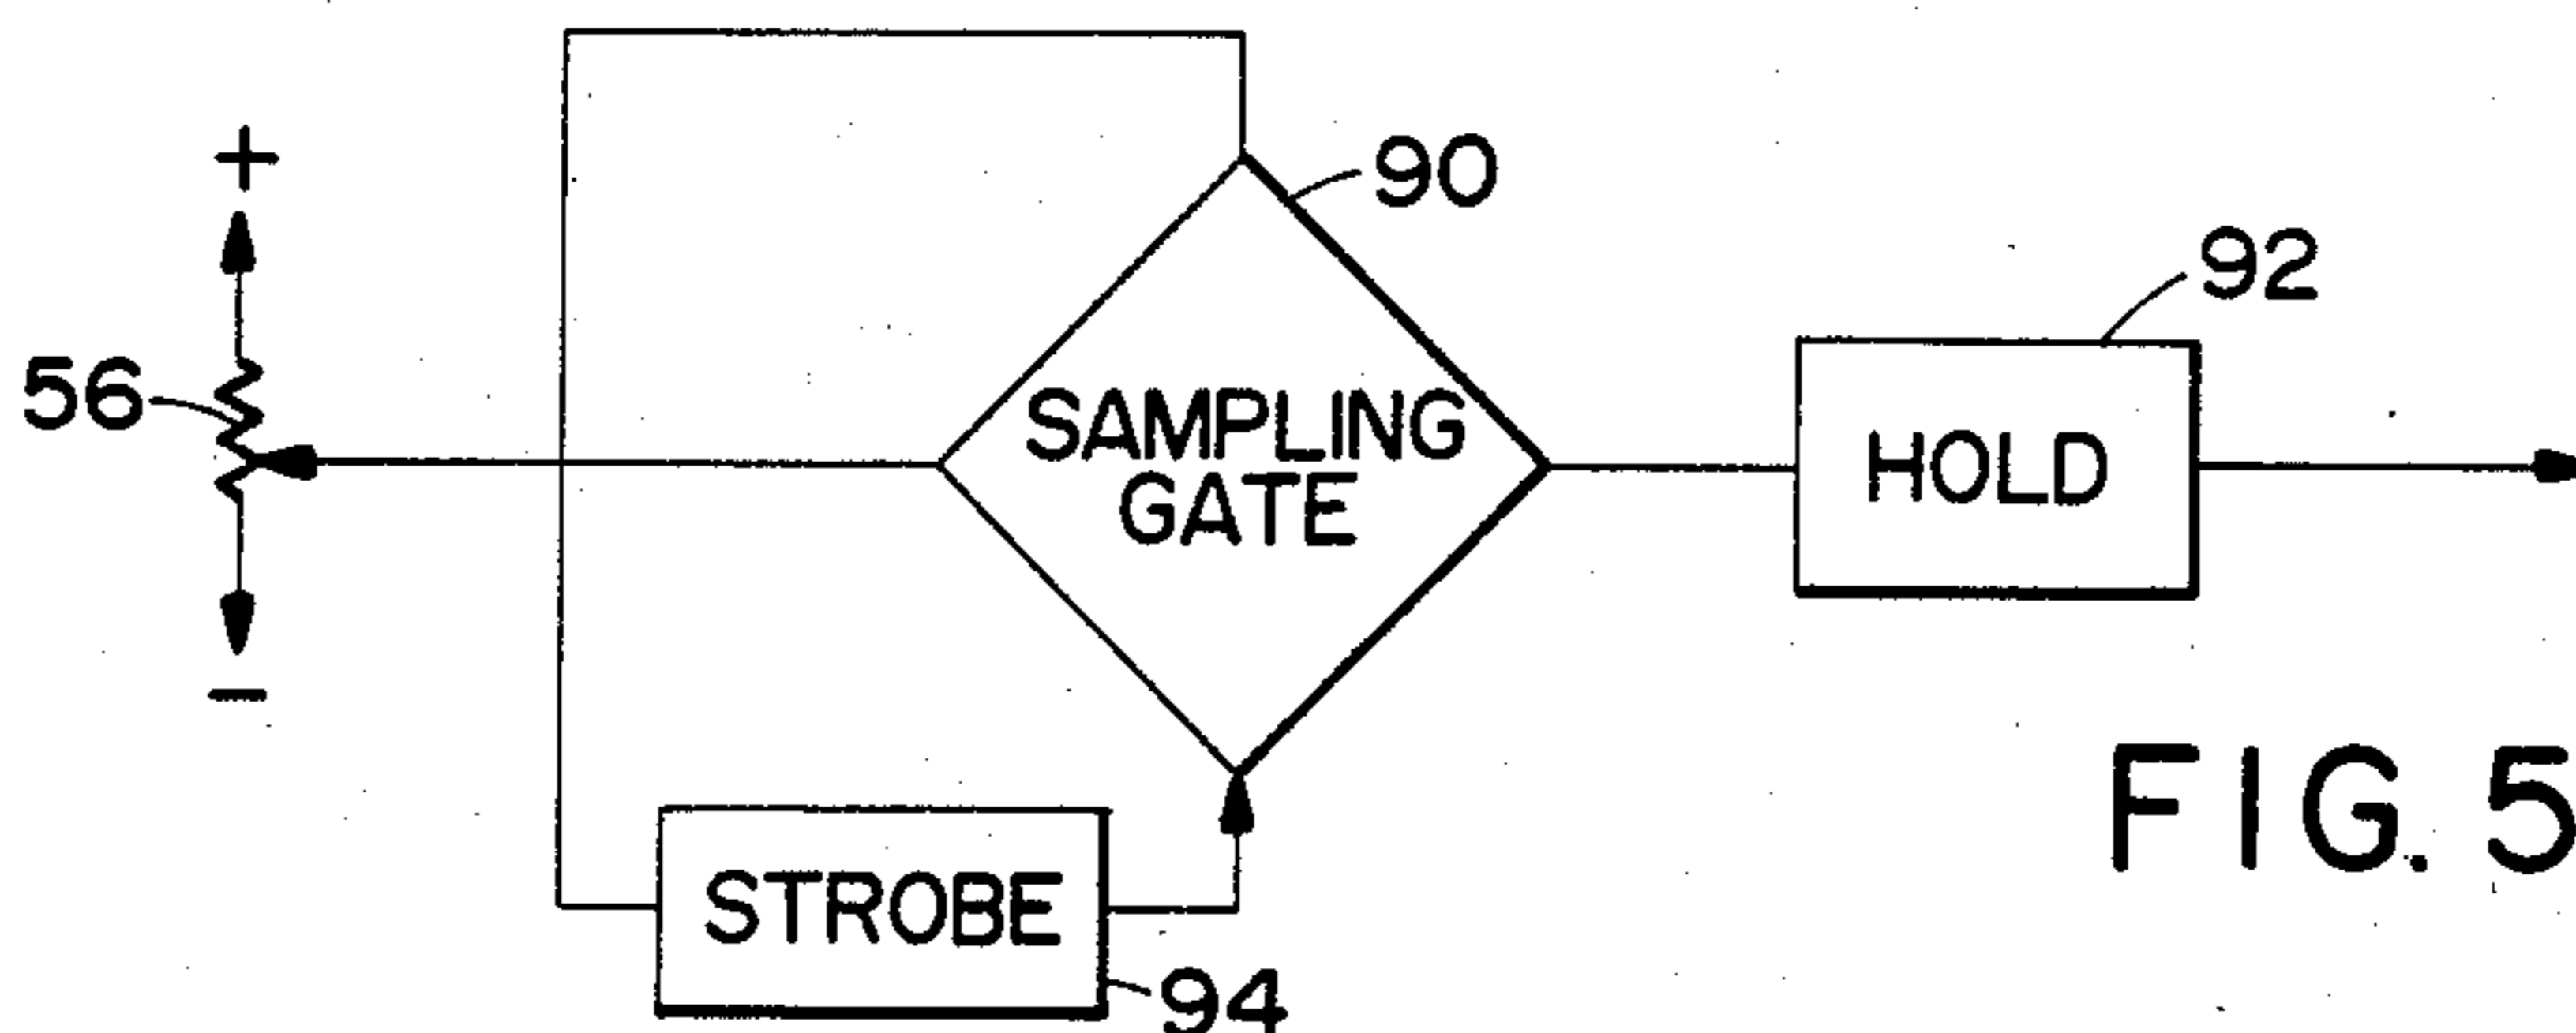 +
90
92
56
SAMPLING
GATE
HOLD
−
FIG. 5
STROBE
94